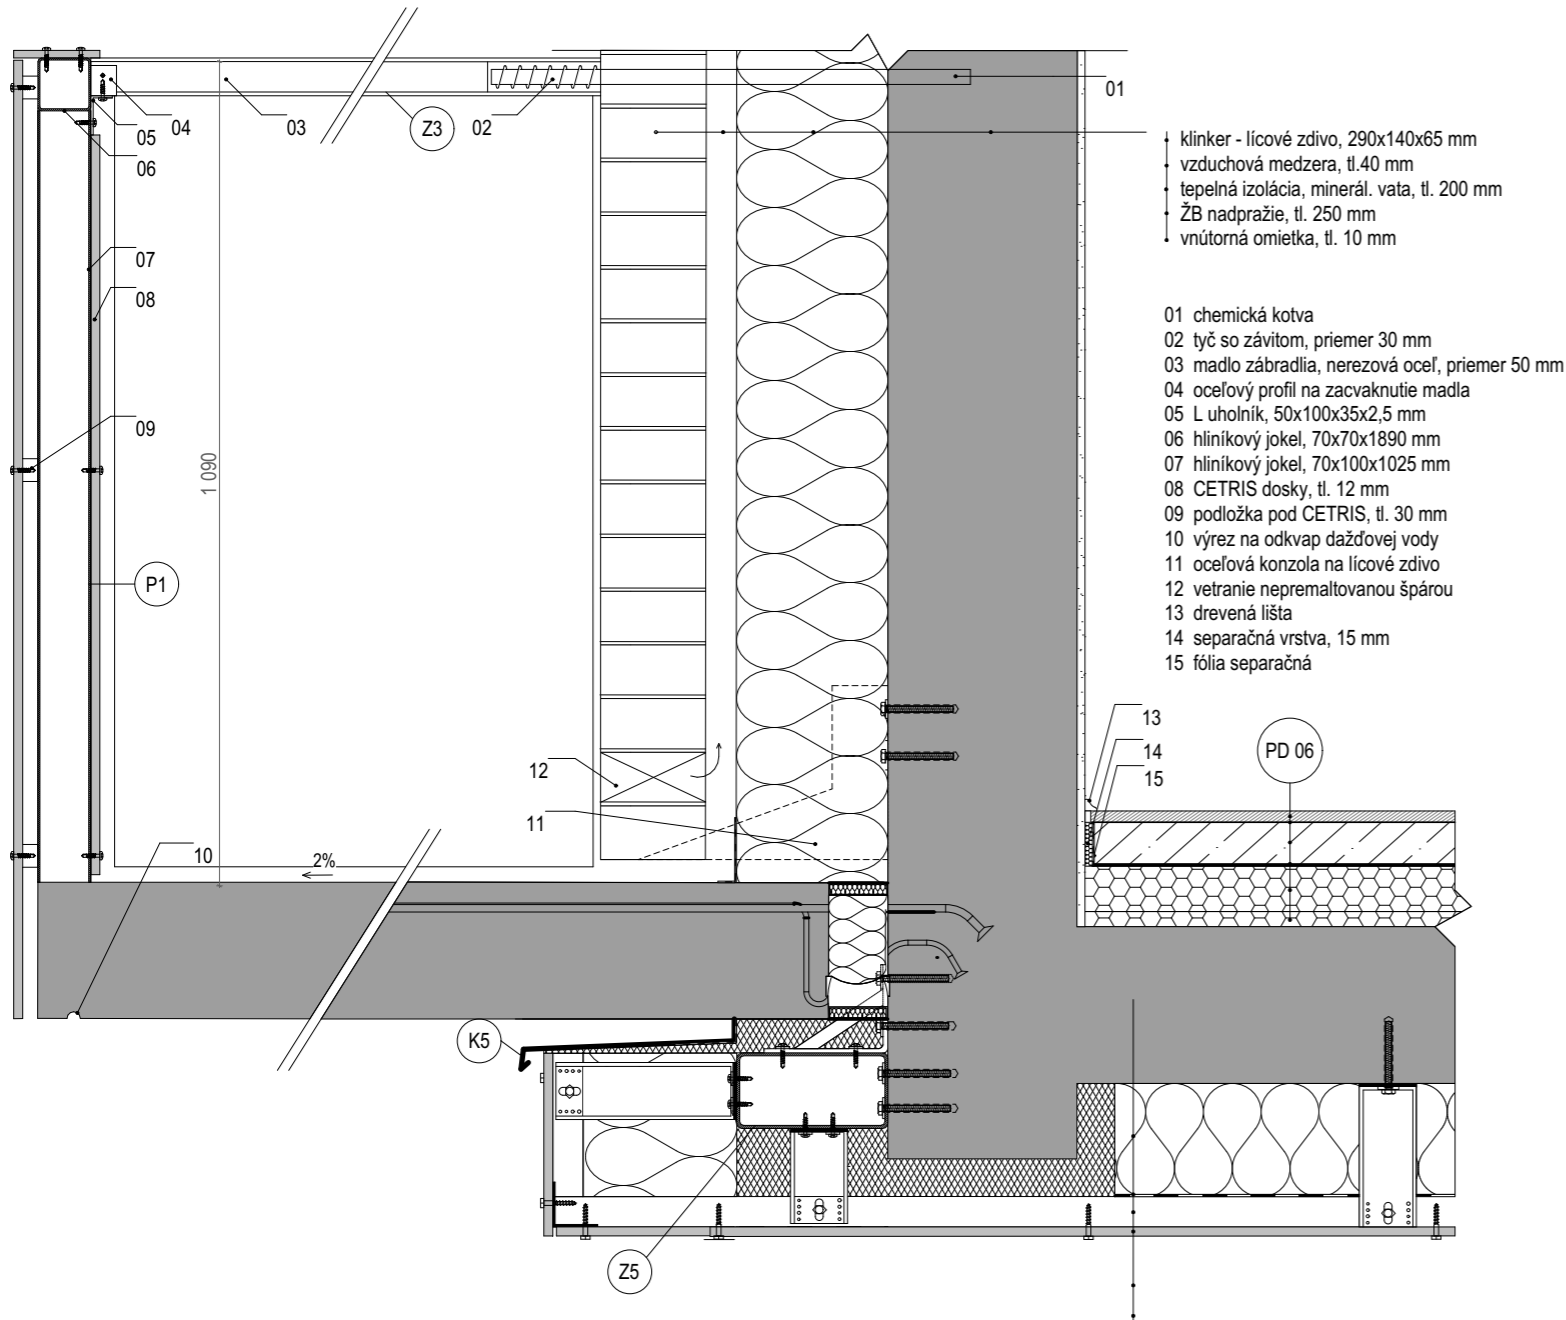 01
04
03
Z3
02
05
06
klinker - lícové zdivo, 290x140x65 mm
vzduchová medzera, tl.40 mm
tepelná izolácia, minerál. vata, tl. 200 mm
ŽB nadpražie, tl. 250 mm
vnútorná omietka, tl. 10 mm
07
08
01 chemická kotva
02 tyč so závitom, priemer 30 mm
03 madlo zábradlia, nerezová oceľ, priemer 50 mm
04 oceľový profil na zacvaknutie madla
05 L uholník, 50x100x35x2,5 mm
06 hliníkový jokel, 70x70x1890 mm
07 hliníkový jokel, 70x100x1025 mm
08 CETRIS dosky, tl. 12 mm
09 podložka pod CETRIS, tl. 30 mm
10 výrez na odkvap dažďovej vody
11 oceľová konzola na lícové zdivo
12 vetranie nepremaltovanou špárou
13 drevená lišta
14 separačná vrstva, 15 mm
15 fólia separačná
09
1 090
P1
13
14
15
PD 06
12
11
10
2%
K5
Z5